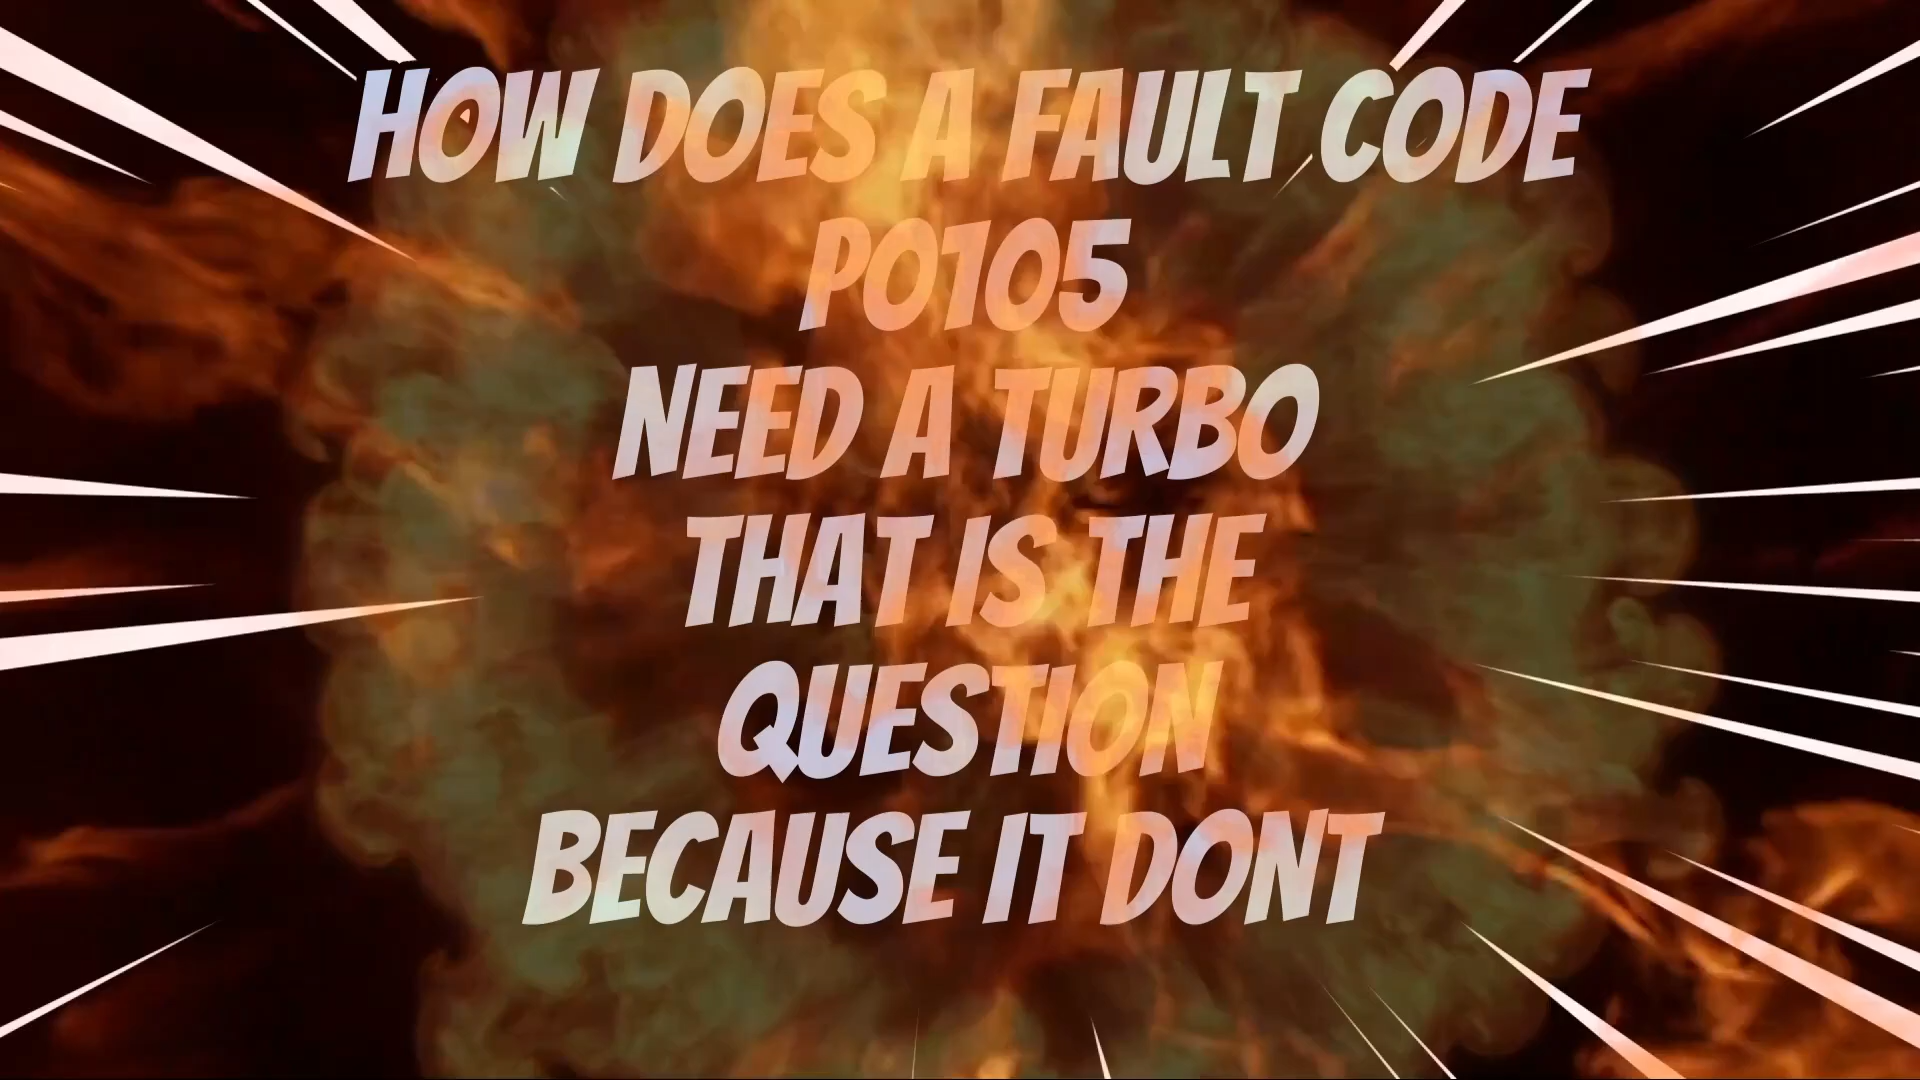 HOW DOES A FAULT CODE
P0105
NEED A TURBO
THAT IS THE
QUESTION
BECAUSE IT DONT